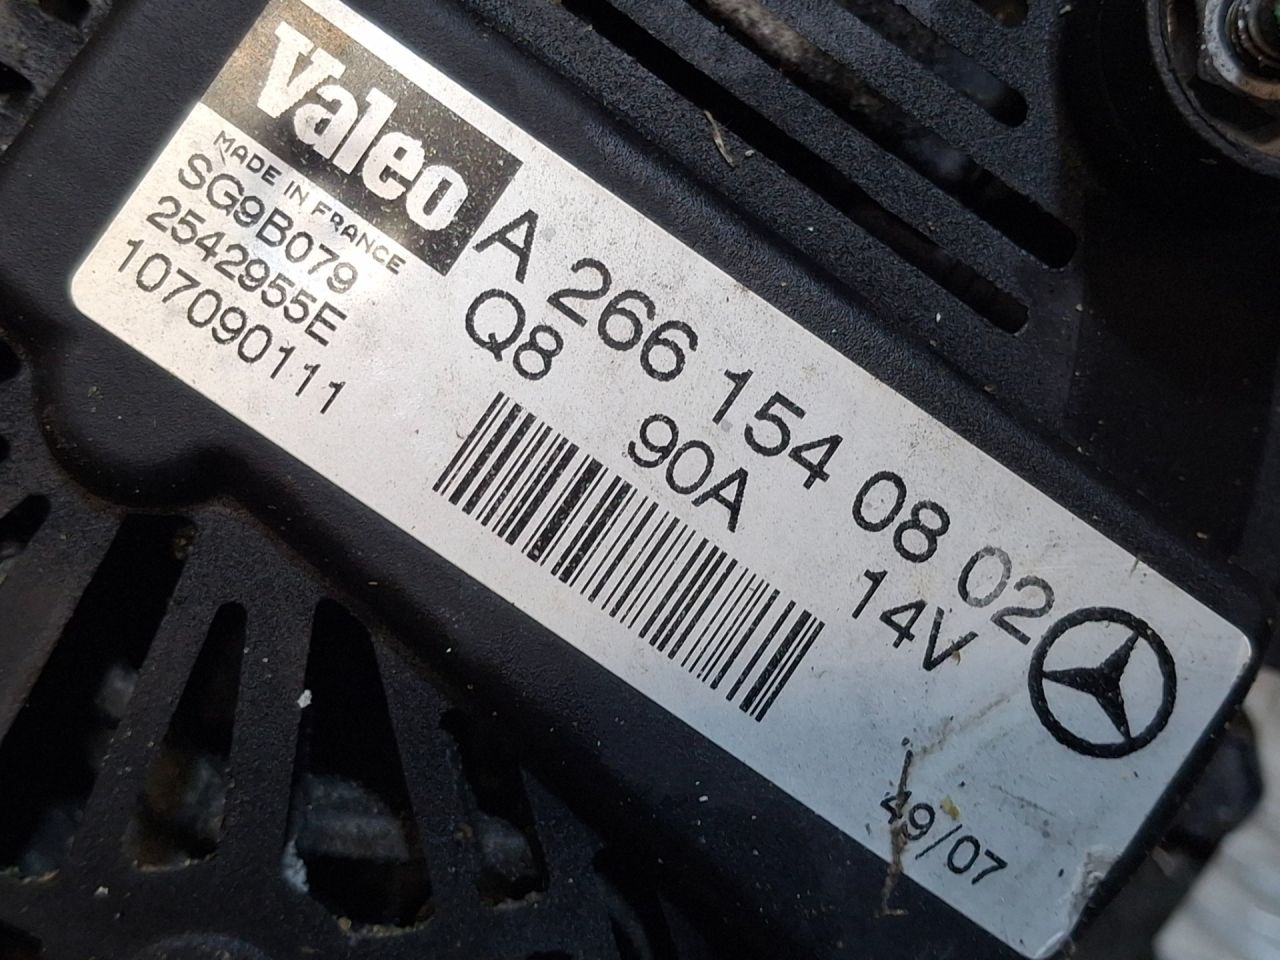 Valeo
MADE IN FRANCE
SG9B079
2542955E
107090111
A 266 154 08 02
Q8
90A
14V
49/07